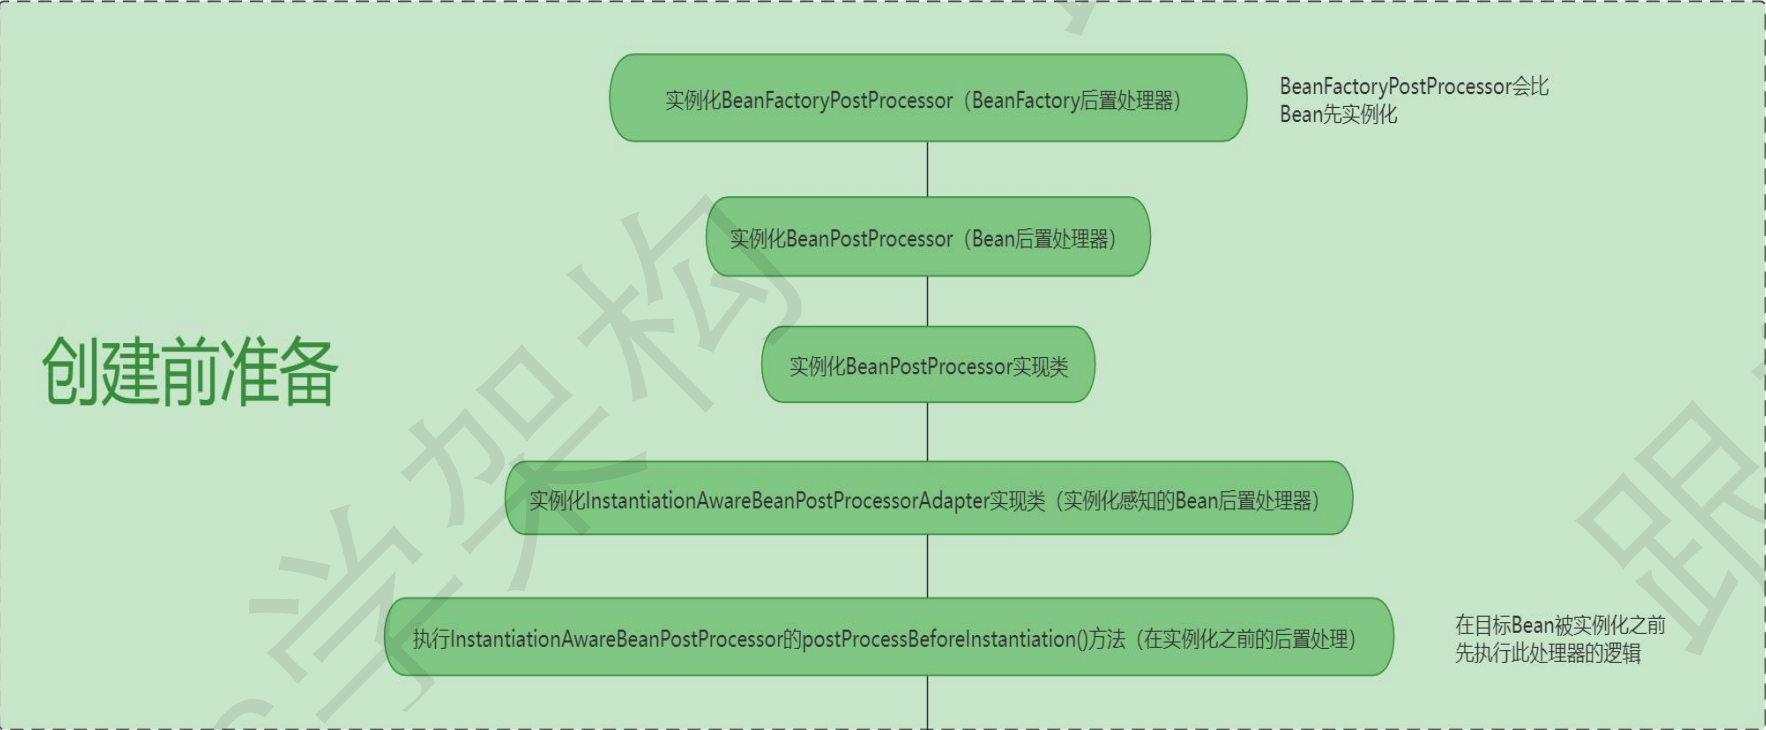 实例化BeanFactoryPostProcessor（BeanFactory后置处理器）
BeanFactoryPostProcessor会比
Bean先实例化
实例化BeanPostProcessor（Bean后置处理器）
创建前准备
实例化BeanPostProcessor实现类
实例化InstantiationAwareBeanPostProcessorAdapter实现类（实例化感知的Bean后置处理器）
执行InstantiationAwareBeanPostProcessor的postProcessBeforeInstantiation()方法（在实例化之前的后置处理）
在目标Bean被实例化之前
先执行此处理器的逻辑
学架构
跟